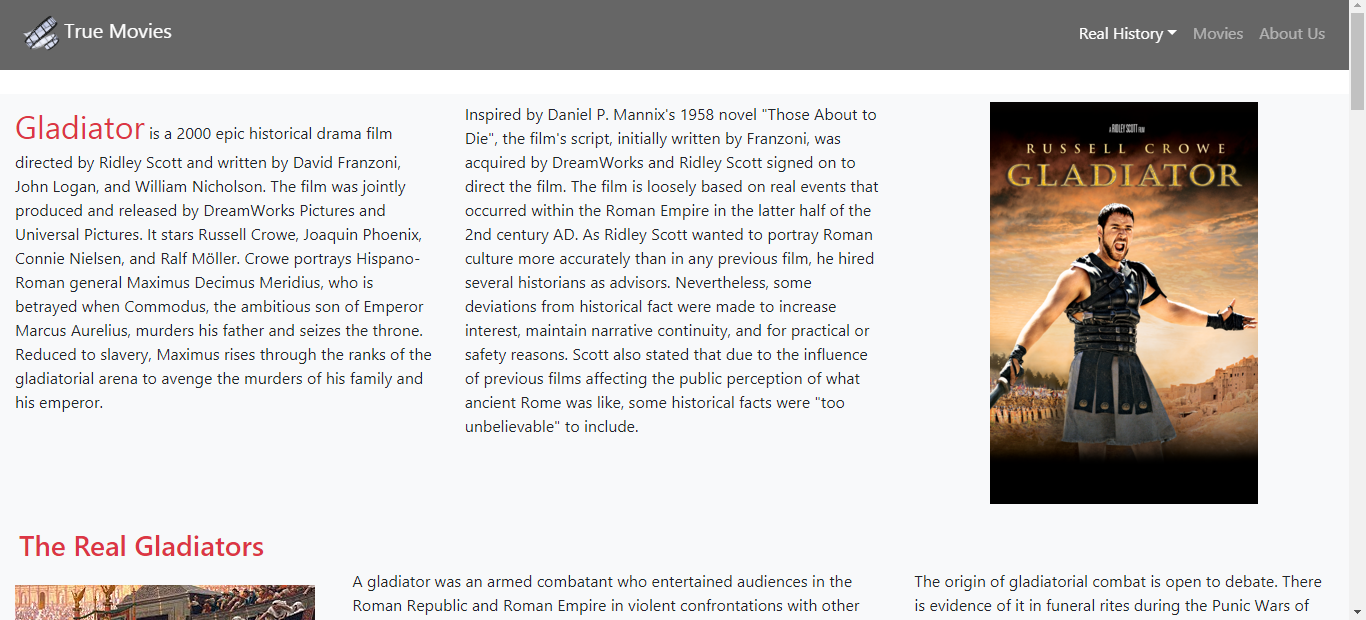 True Movies
Real History
Movies
About Us
Gladiator is a 2000 epic historical drama film
directed by Ridley Scott and written by David Franzoni,
John Logan, and William Nicholson. The film was jointly
produced and released by DreamWorks Pictures and
Universal Pictures. It stars Russell Crowe, Joaquin Phoenix,
Connie Nielsen, and Ralf Möller. Crowe portrays Hispano-
Roman general Maximus Decimus Meridius, who is
betrayed when Commodus, the ambitious son of Emperor
Marcus Aurelius, murders his father and seizes the throne.
Reduced to slavery, Maximus rises through the ranks of the
gladiatorial arena to avenge the murders of his family and
his emperor.
Inspired by Daniel P. Mannix's 1958 novel "Those About to
Die", the film's script, initially written by Franzoni, was
acquired by DreamWorks and Ridley Scott signed on to
direct the film. The film is loosely based on real events that
occurred within the Roman Empire in the latter half of the
2nd century AD. As Ridley Scott wanted to portray Roman
culture more accurately than in any previous film, he hired
several historians as advisors. Nevertheless, some
deviations from historical fact were made to increase
interest, maintain narrative continuity, and for practical or
safety reasons. Scott also stated that due to the influence
of previous films affecting the public perception of what
ancient Rome was like, some historical facts were "too
unbelievable" to include.
A RIDLEY SCOTT FILM
RUSSELL CROWE
GLADIATOR
The Real Gladiators
A gladiator was an armed combatant who entertained audiences in the
Roman Republic and Roman Empire in violent confrontations with other
The origin of gladiatorial combat is open to debate. There
is evidence of it in funeral rites during the Punic Wars of